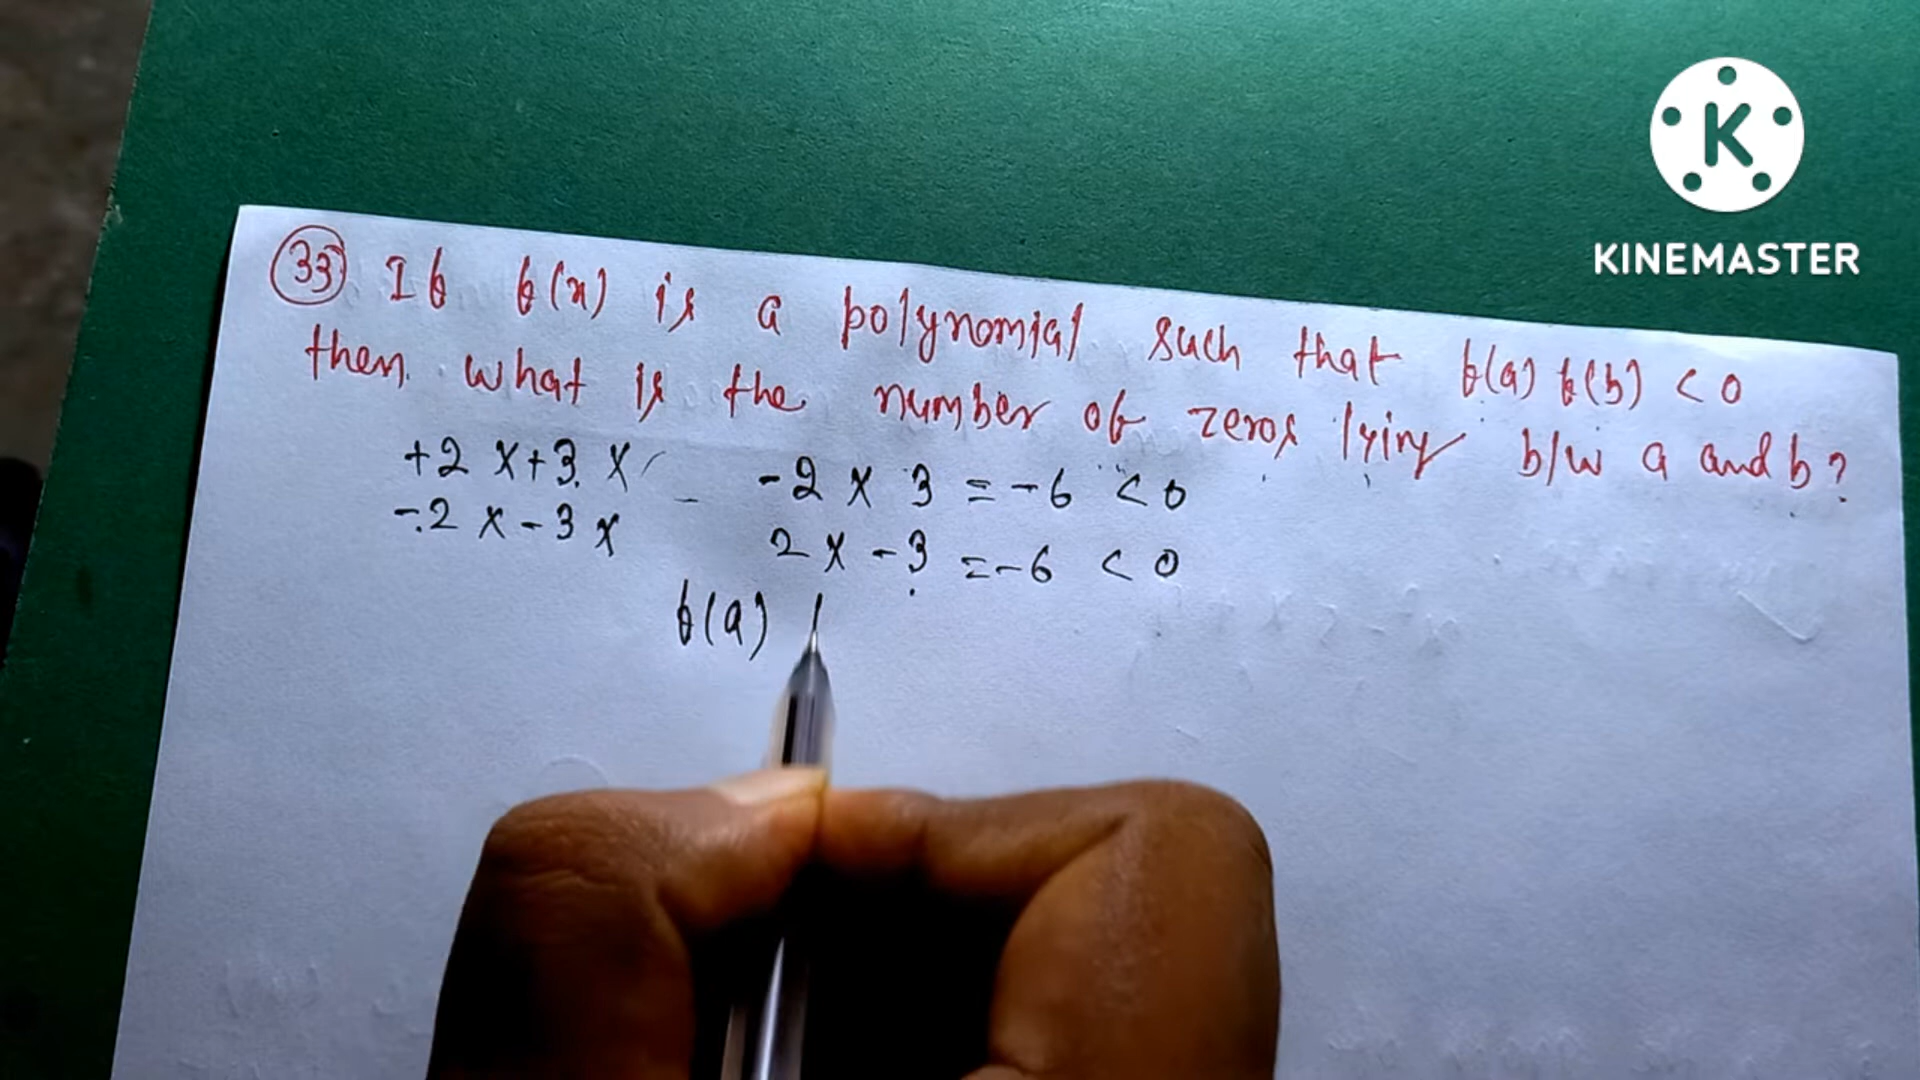 KINEMASTER
33 If f(x) is a polynomial such that f(a) f(b) < 0
then what is the number of zeros lying b/w a and b?
+2 x +3. X
-2 x 3 = -6 < 0
-2 x -3 X
2 x -3 = -6 < 0
f(a)